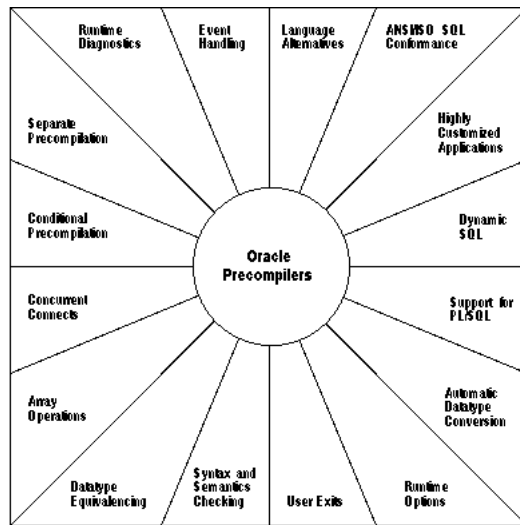 Runtime
Diagnostics
Event
Handling
Language
Alternatives
ANSI/ISO SQL
Conformance
Separate
Precompilation
Highly
Customized
Applications
Conditional
Precompilation
Dynamic
SQL
Oracle
Precompilers
Concurrent
Connects
Support for
PL/SQL
Array
Operations
Automatic
Datatype
Conversion
Datatype
Equivalencing
Syntax and
Semantics
Checking
User Exits
Runtime
Options